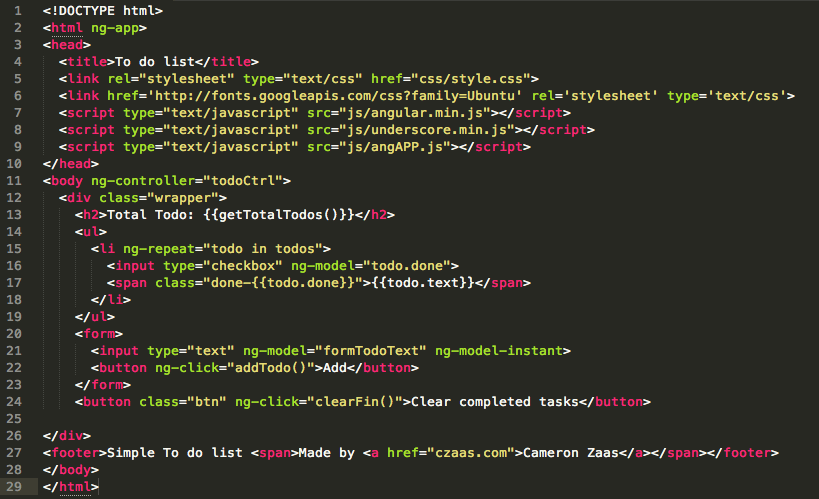 1 <!DOCTYPE html>
2 <html ng-app>
3 <head>
4   <title>To do list</title>
5   <link rel="stylesheet" type="text/css" href="css/style.css">
6   <link href='http://fonts.googleapis.com/css?family=Ubuntu' rel='stylesheet' type='text/css'>
7   <script type="text/javascript" src="js/angular.min.js"></script>
8   <script type="text/javascript" src="js/underscore.min.js"></script>
9   <script type="text/javascript" src="js/angAPP.js"></script>
10 </head>
11 <body ng-controller="todoCtrl">
12   <div class="wrapper">
13     <h2>Total Todo: {{getTotalTodos()}}</h2>
14     <ul>
15       <li ng-repeat="todo in todos">
16         <input type="checkbox" ng-model="todo.done">
17         <span class="done-{{todo.done}}">{{todo.text}}</span>
18       </li>
19     </ul>
20     <form>
21       <input type="text" ng-model="formTodoText" ng-model-instant>
22       <button ng-click="addTodo()">Add</button>
23     </form>
24     <button class="btn" ng-click="clearFin()">Clear completed tasks</button>
25
26 </div>
27 <footer>Simple To do list <span>Made by <a href="czaas.com">Cameron Zaas</a></span></footer>
28 </body>
29 </html>